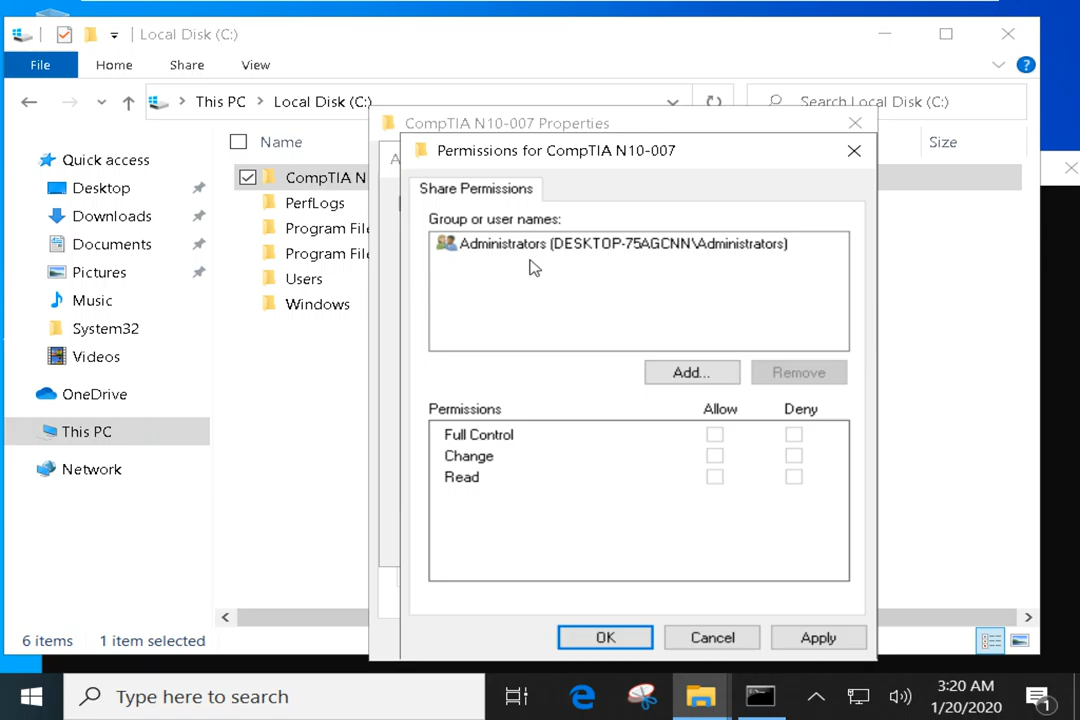 Local Disk (C:)
File
Home
Share
View
This PC
Local Disk (C:)
Search Local Disk (C:)
CompTIA N10-007 Properties
Permissions for CompTIA N10-007
Share Permissions
Group or user names:
Administrators (DESKTOP-75AGCNN\Administrators)
Add...
Remove
Permissions
Allow
Deny
Full Control
Change
Read
OK
Cancel
Apply
Name
Size
CompTIA N
PerfLogs
Program File
Program File
Users
Windows
Quick access
Desktop
Downloads
Documents
Pictures
Music
System32
Videos
OneDrive
This PC
Network
6 items
1 item selected
Type here to search
3:20 AM
1/20/2020
1